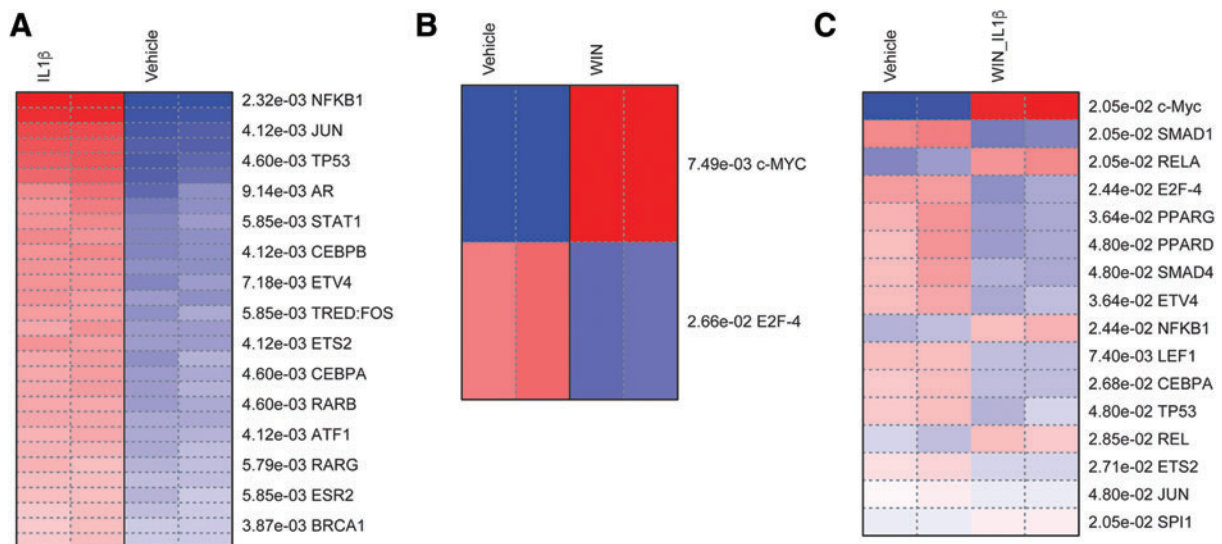 A
IL1β
Vehicle
2.32e-03 NFKB1
4.12e-03 JUN
4.60e-03 TP53
9.14e-03 AR
5.85e-03 STAT1
4.12e-03 CEBPB
7.18e-03 ETV4
5.85e-03 TRED:FOS
4.12e-03 ETS2
4.60e-03 CEBPA
4.60e-03 RARB
4.12e-03 ATF1
5.79e-03 RARG
5.85e-03 ESR2
3.87e-03 BRCA1
B
Vehicle
WIN
7.49e-03 c-MYC
2.66e-02 E2F-4
C
Vehicle
WIN_IL1β
2.05e-02 c-Myc
2.05e-02 SMAD1
2.05e-02 RELA
2.44e-02 E2F-4
3.64e-02 PPARG
4.80e-02 PPARD
4.80e-02 SMAD4
3.64e-02 ETV4
2.44e-02 NFKB1
7.40e-03 LEF1
2.68e-02 CEBPA
4.80e-02 TP53
2.85e-02 REL
2.71e-02 ETS2
4.80e-02 JUN
2.05e-02 SPI1